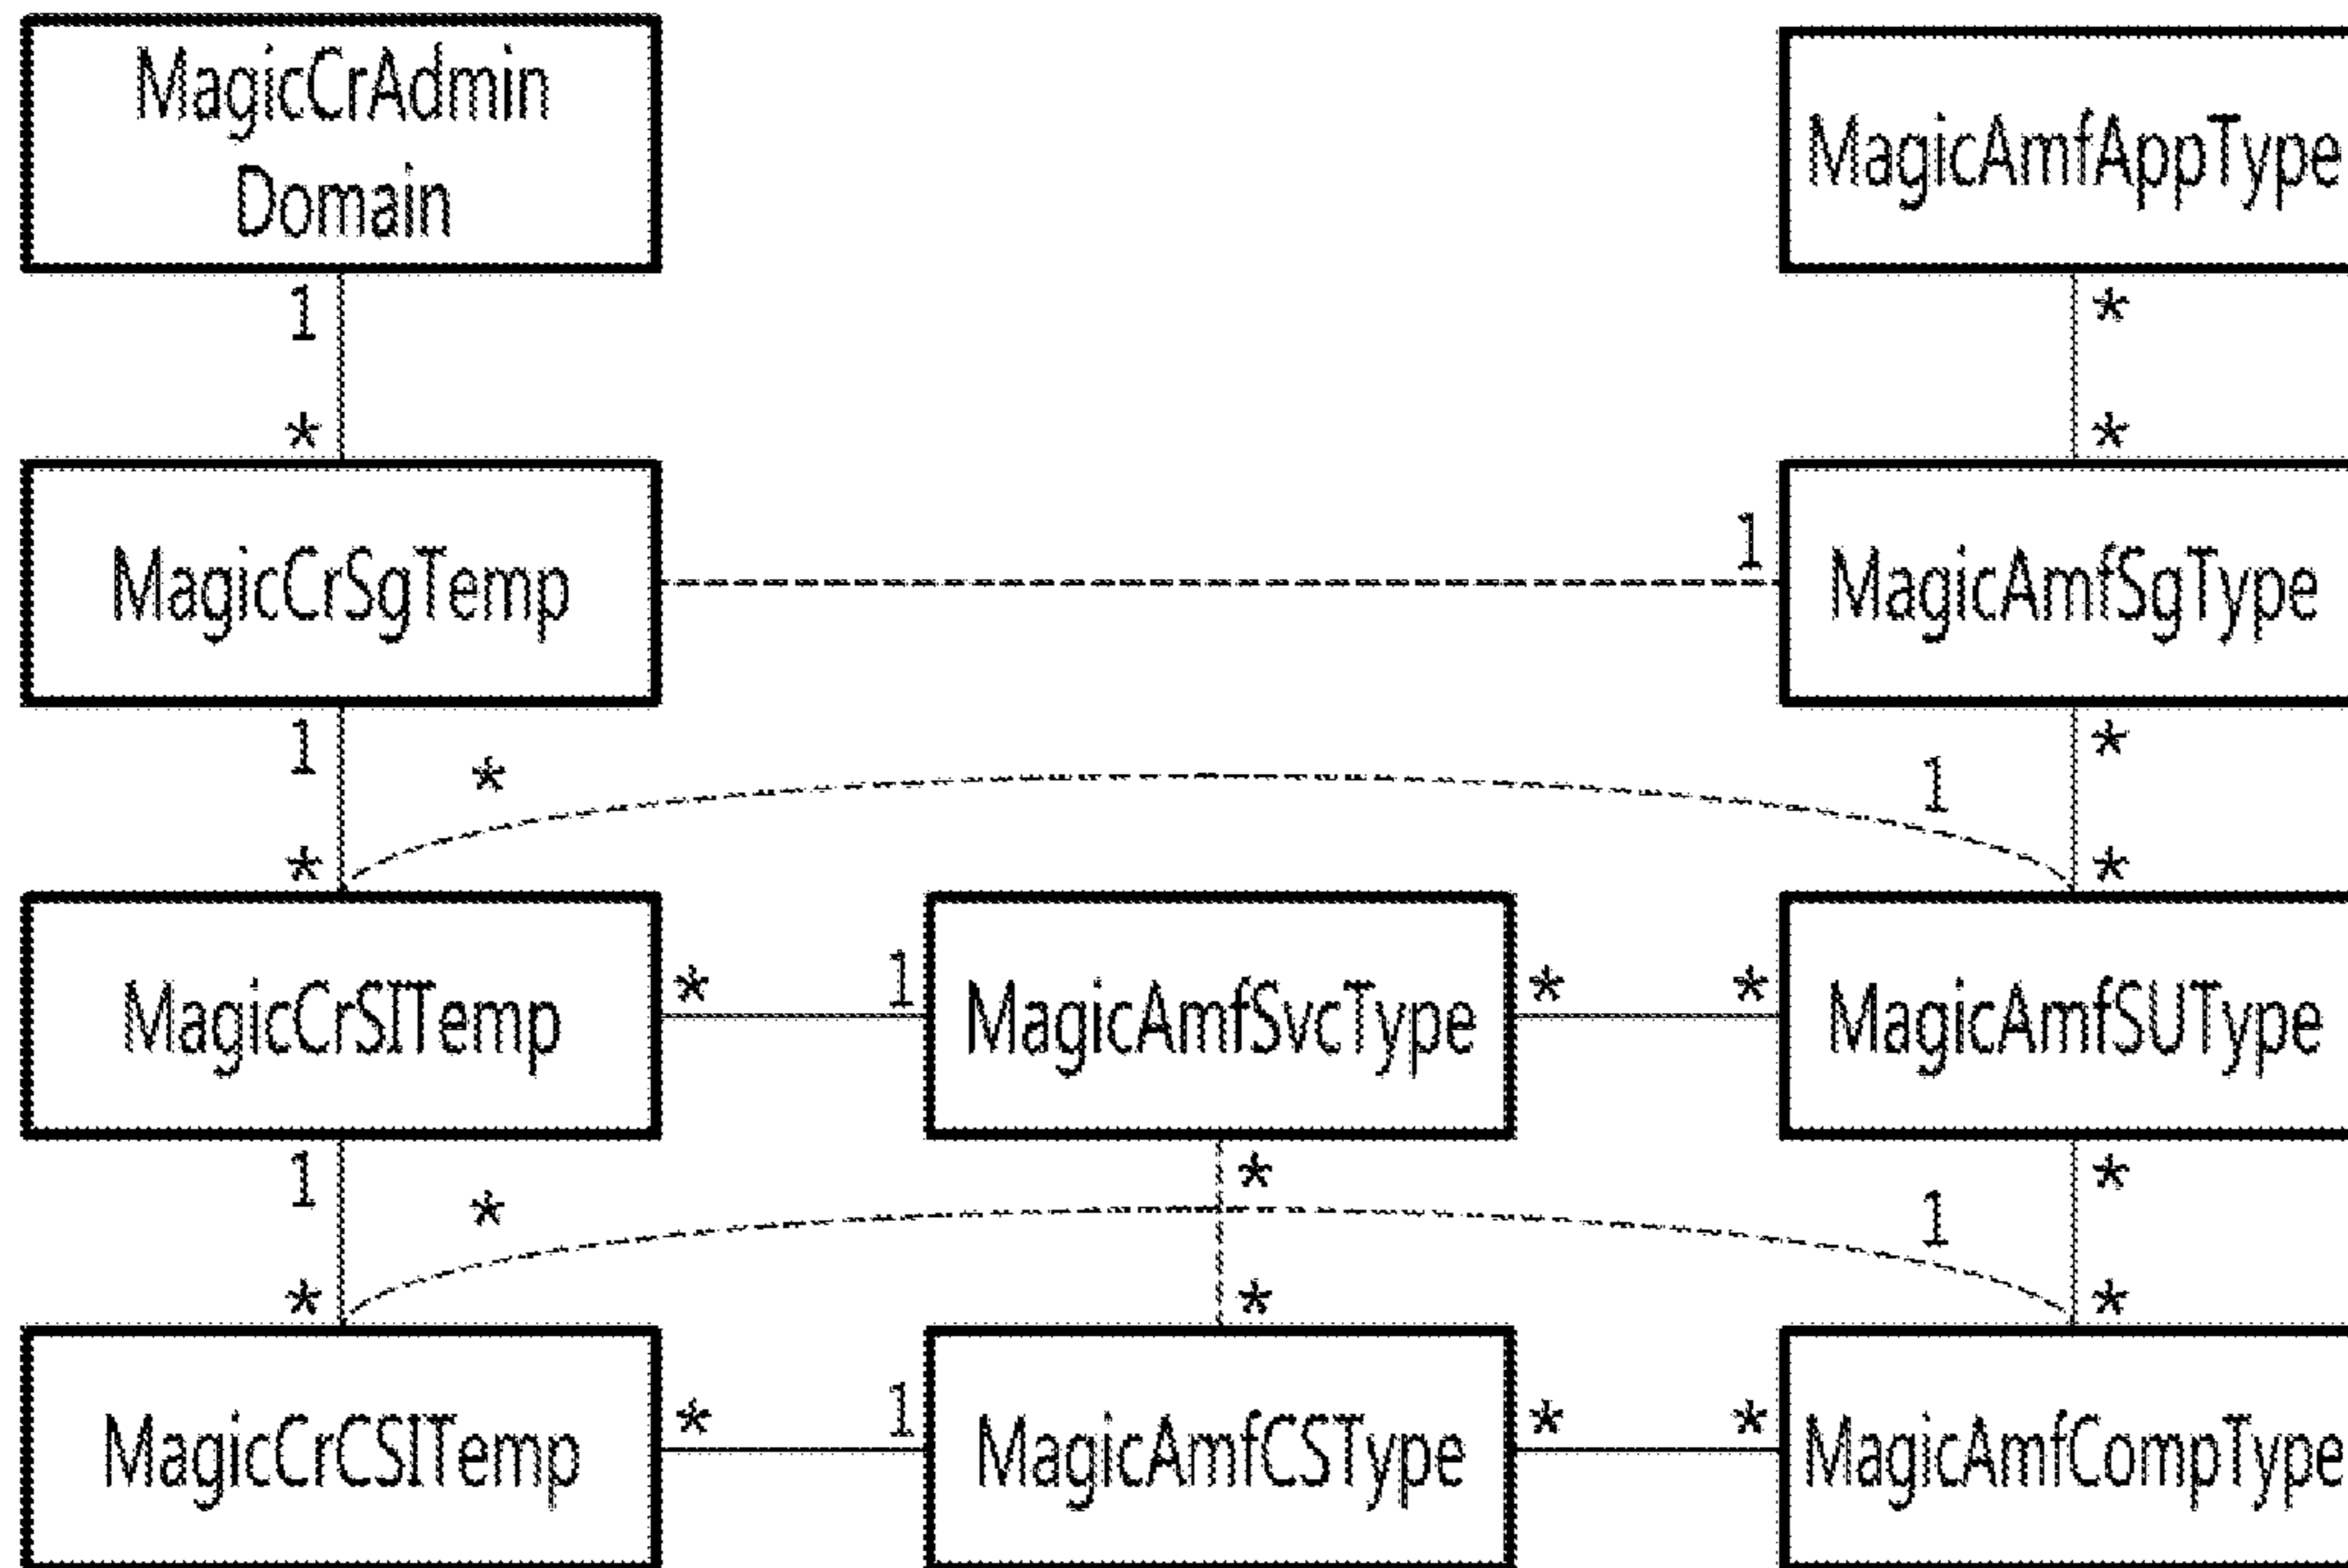 MagicCrAdmin
Domain
MagicAmfAppType
1
*
*
*
MagicCrSgTemp
1
MagicAmfSgType
1
*
*
1
*
*
*
MagicCrSITemp
*
1
MagicAmfSvcType
*
*
MagicAmfSUType
1
*
*
1
*
*
*
*
MagicCrCSITemp
*
1
MagicAmfCSType
*
*
MagicAmfCompType